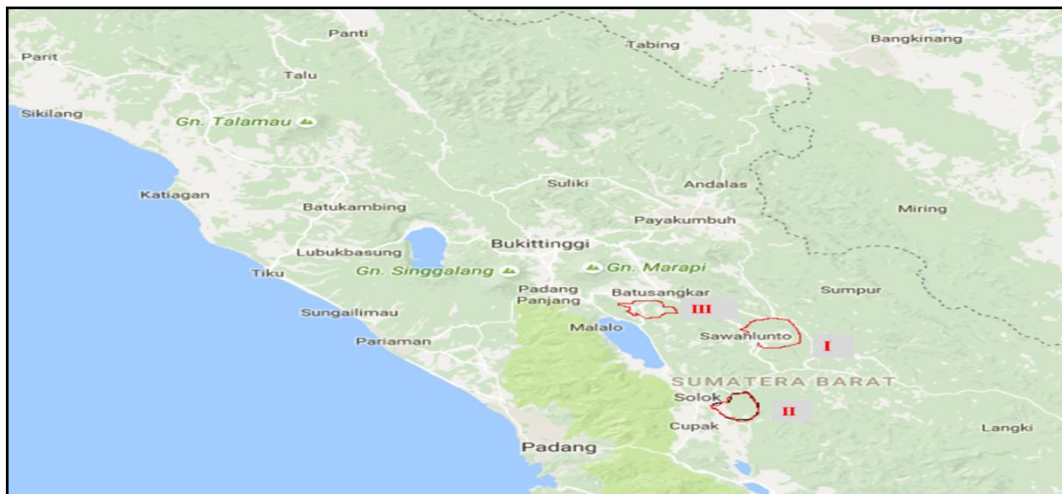 Panti
Tabing
Bangkinang
Parit
Talu
Sikilang
Gn. Talamau
Suliki
Andalas
Katiagan
Batukambing
Payakumbuh
Miring
Lubukbasung
Bukittinggi
Tiku
Gn. Singgalang
Gn. Marapi
Padang
Panjang
Batusangkar
Sumpur
Sungailimau
III
Malalo
Pariaman
Sawahlunto
I
SUMATERA BARAT
Solok
II
Cupak
Langki
Padang